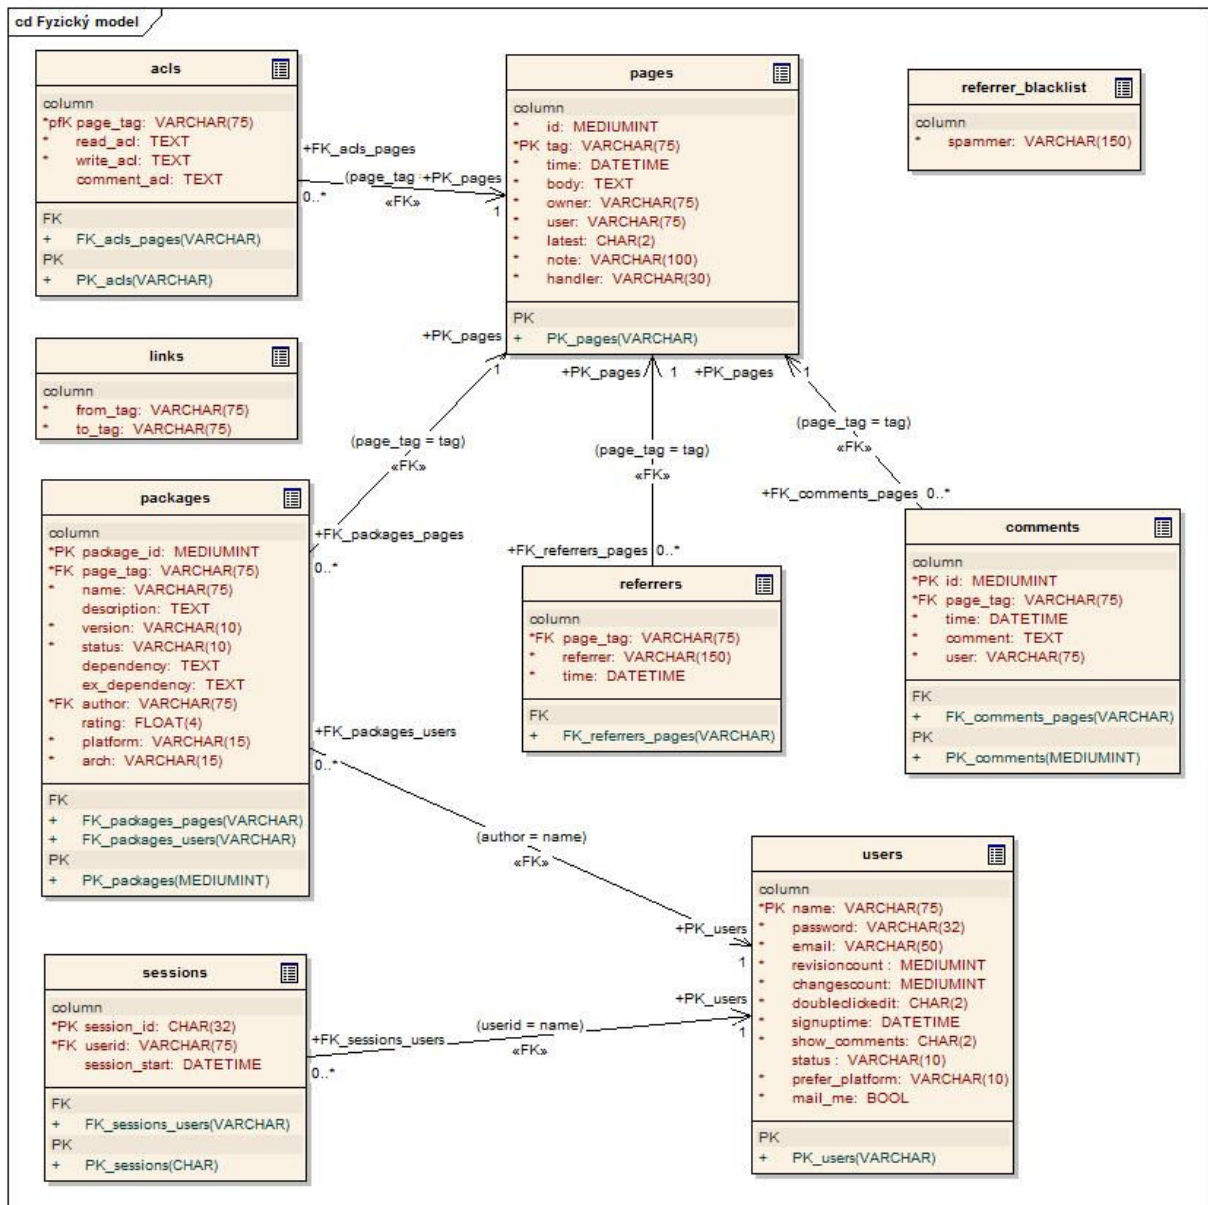 cd Fyzický model
acls
column
*pfK page_tag: VARCHAR(75)
* read_acl: TEXT
* write_acl: TEXT
comment_acl: TEXT
FK
+ FK_acls_pages(VARCHAR)
PK
+ PK_acls(VARCHAR)
+FK_acls_pages
(page_tag
+PK_pages
0..*
«FK»
1
pages
column
* id: MEDIUMINT
*PK tag: VARCHAR(75)
* time: DATETIME
* body: TEXT
* owner: VARCHAR(75)
* user: VARCHAR(75)
* latest: CHAR(2)
* note: VARCHAR(100)
* handler: VARCHAR(30)
PK
+ PK_pages(VARCHAR)
referrer_blacklist
column
* spammer: VARCHAR(150)
links
column
* from_tag: VARCHAR(75)
* to_tag: VARCHAR(75)
+PK_pages
1
(page_tag = tag)
«FK»
+FK_packages_pages
0..*
+PK_pages
1
(page_tag = tag)
«FK»
+FK_referrers_pages
0..*
+PK_pages
1
(page_tag = tag)
«FK»
+FK_comments_pages
0..*
packages
column
*PK package_id: MEDIUMINT
*FK page_tag: VARCHAR(75)
* name: VARCHAR(75)
description: TEXT
* version: VARCHAR(10)
* status: VARCHAR(10)
dependency: TEXT
ex_dependency: TEXT
*FK author: VARCHAR(75)
rating: FLOAT(4)
* platform: VARCHAR(15)
* arch: VARCHAR(15)
FK
+ FK_packages_pages(VARCHAR)
+ FK_packages_users(VARCHAR)
PK
+ PK_packages(MEDIUMINT)
referrers
column
*FK page_tag: VARCHAR(75)
* referrer: VARCHAR(150)
* time: DATETIME
FK
+ FK_referrers_pages(VARCHAR)
comments
column
*PK id: MEDIUMINT
*FK page_tag: VARCHAR(75)
* time: DATETIME
* comment: TEXT
* user: VARCHAR(75)
FK
+ FK_comments_pages(VARCHAR)
PK
+ PK_comments(MEDIUMINT)
+FK_packages_users
0..*
(author = name)
«FK»
+PK_users
1
sessions
column
*PK session_id: CHAR(32)
*FK userid: VARCHAR(75)
session_start: DATETIME
FK
+ FK_sessions_users(VARCHAR)
PK
+ PK_sessions(CHAR)
+FK_sessions_users
0..*
(userid = name)
«FK»
+PK_users
1
users
column
*PK name: VARCHAR(75)
* password: VARCHAR(32)
* email: VARCHAR(50)
* revisioncount : MEDIUMINT
* changescount: MEDIUMINT
* doubleclickedit: CHAR(2)
* signuptime: DATETIME
* show_comments: CHAR(2)
status : VARCHAR(10)
* prefer_platform: VARCHAR(10)
* mail_me: BOOL
PK
+ PK_users(VARCHAR)